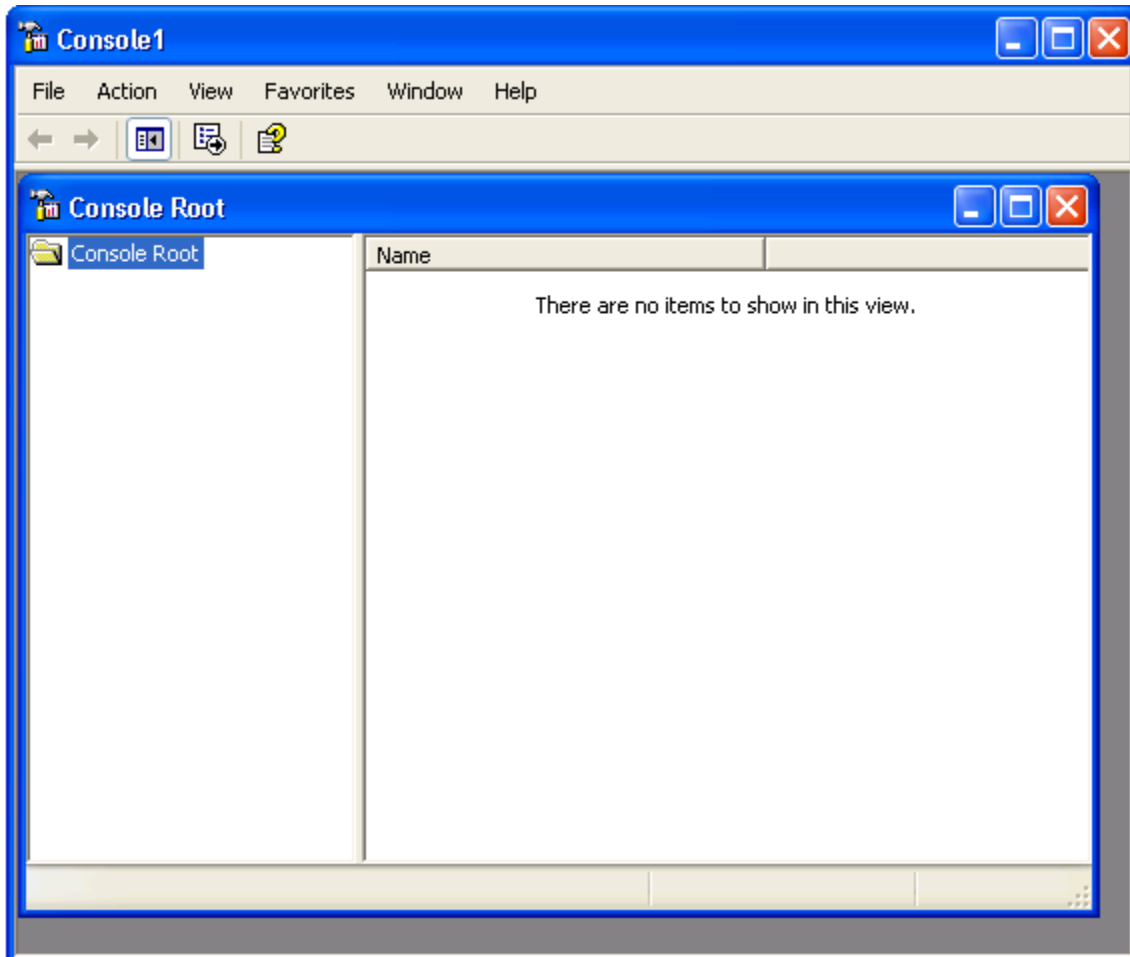 Console1
File Action View Favorites Window Help
Console Root
Console Root
Name
There are no items to show in this view.